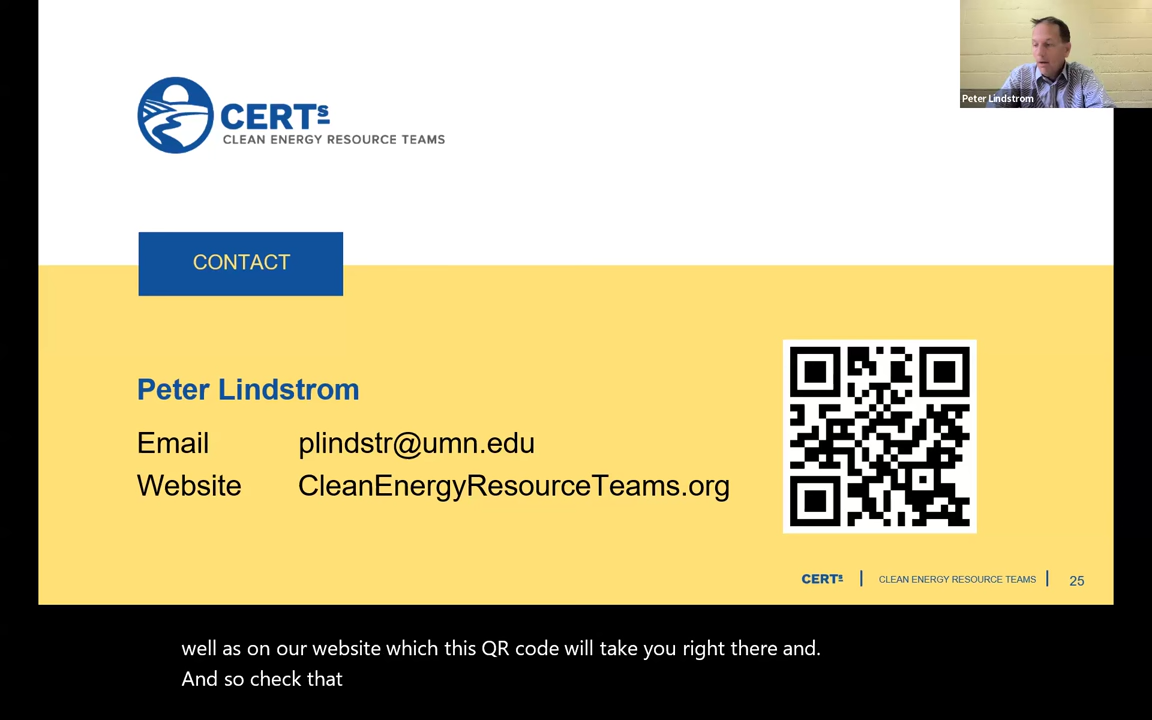 Peter Lindstrom
CERTs
CLEAN ENERGY RESOURCE TEAMS
CONTACT
Peter Lindstrom
Email plindstr@umn.edu
Website CleanEnergyResourceTeams.org
CERTs | CLEAN ENERGY RESOURCE TEAMS | 25
well as on our website which this QR code will take you right there and.
And so check that